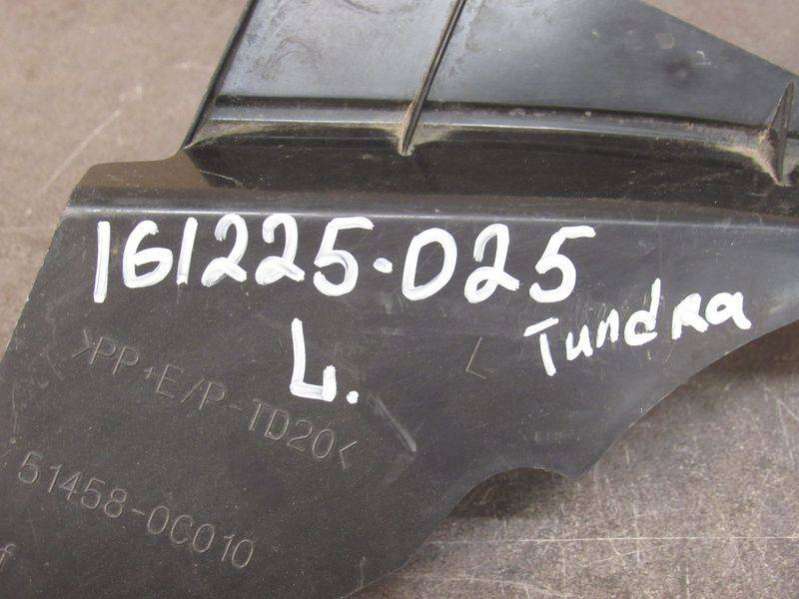 161225-025
L. Tundra
L
>PP+E/P-TD20<
51458-0C010